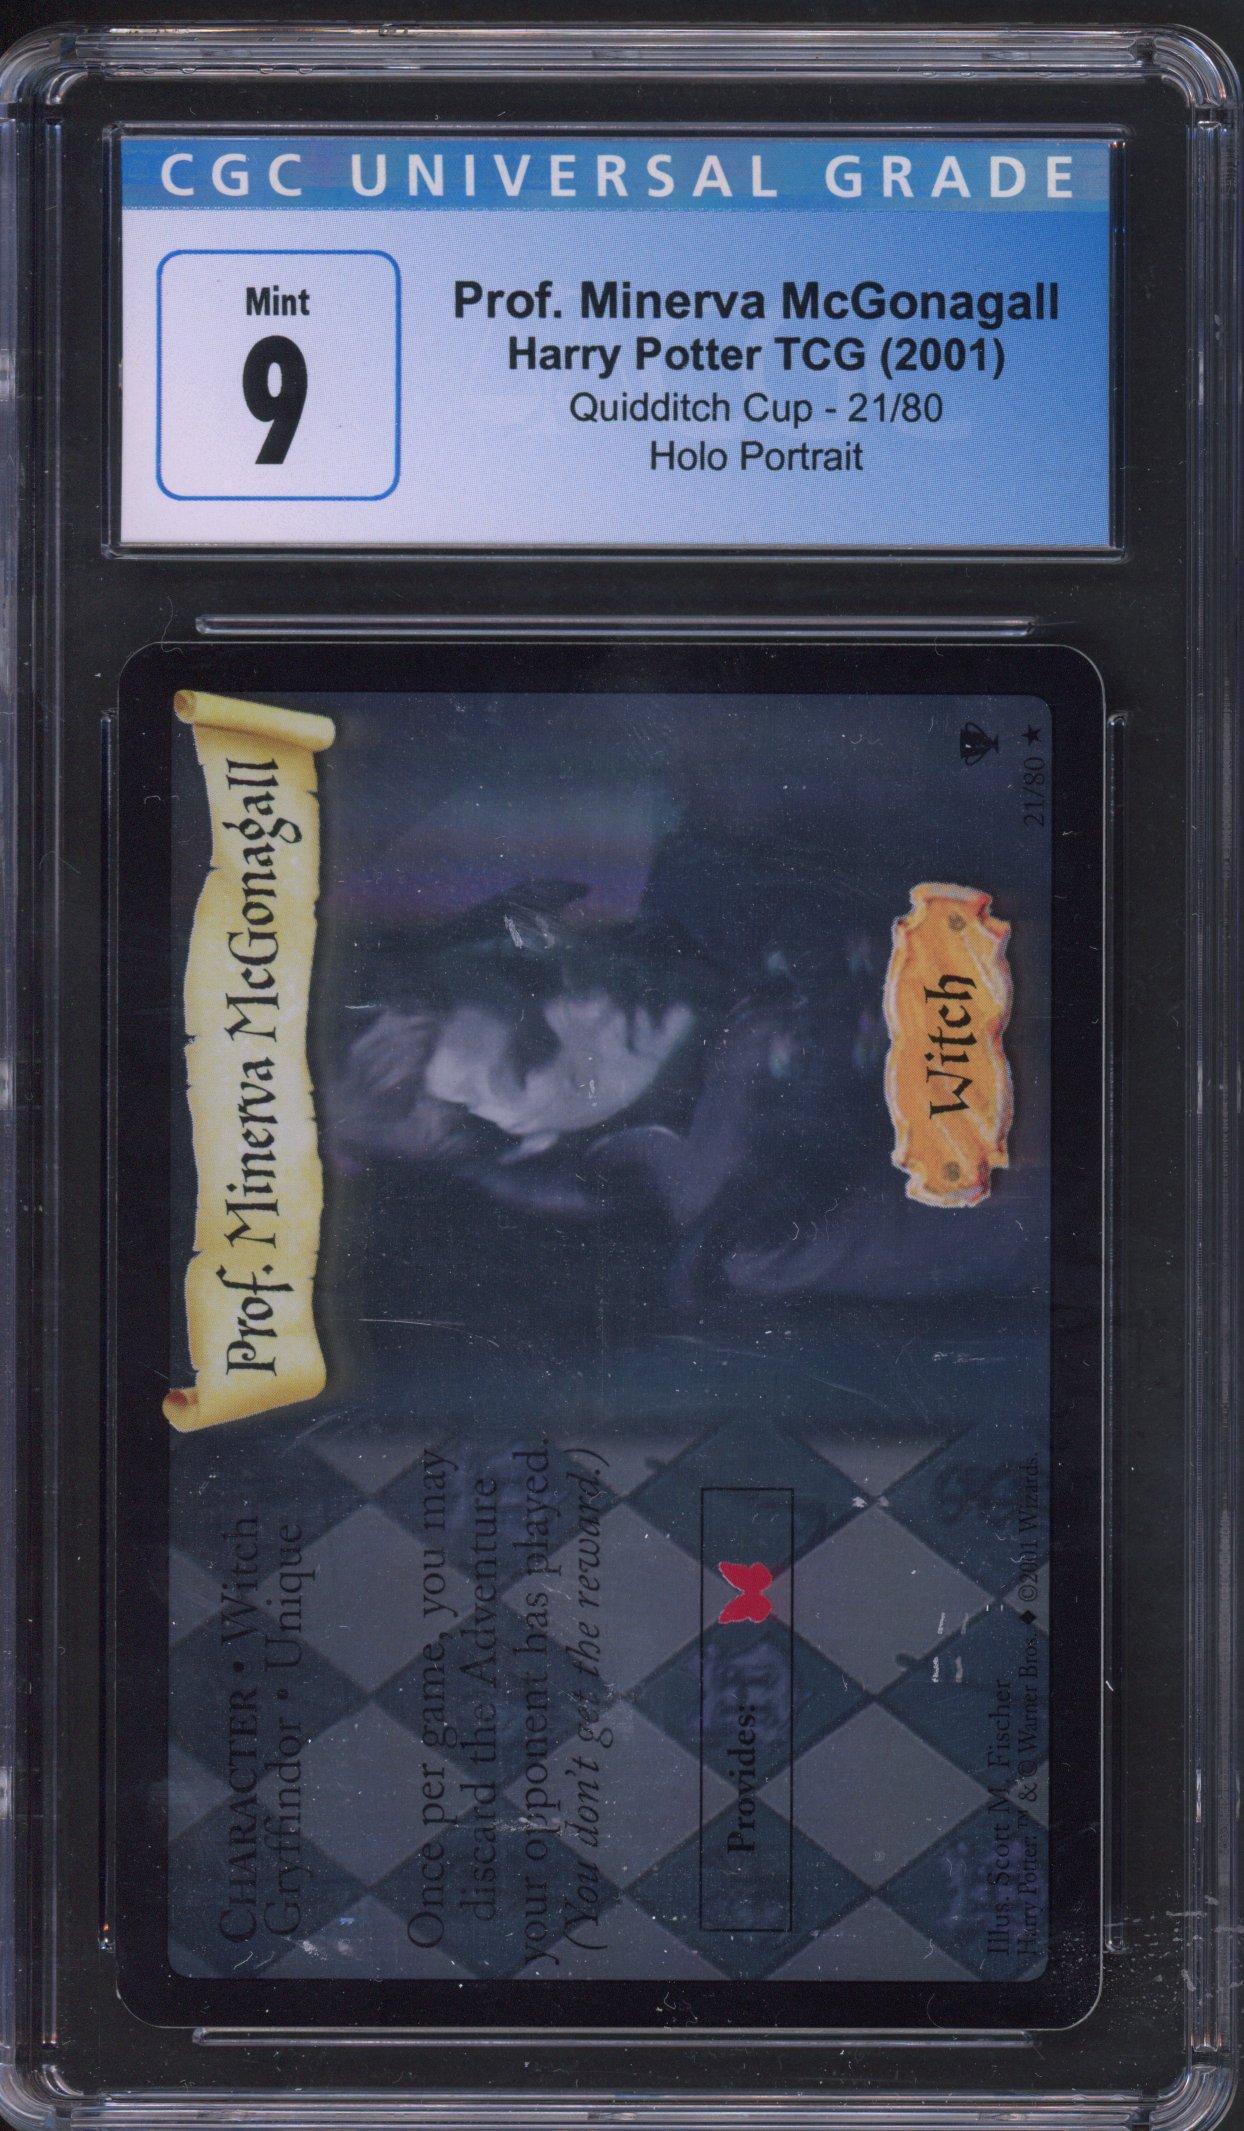 CGC UNIVERSAL GRADE
Mint
9
Prof. Minerva McGonagall
Harry Potter TCG (2001)
Quidditch Cup - 21/80
Holo Portrait
Prof. Minerva McGonagall
CHARACTER • Witch
Gryffindor • Unique
Once per game, you may
discard the Adventure
your opponent has played.
(You don't get the reward.)
Provides:
Witch
Illus. Scott M. Fischer
Harry Potter: ™ & © Warner Bros. ◆ ©2001 Wizards.
21/80 ★